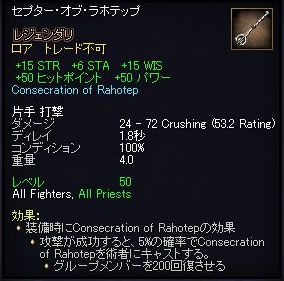 セプター・オブ・ラホテップ
レジェンダリ
ロア トレード不可
+15 STR +6 STA +15 WIS
+50 ヒットポイント +50 パワー
Consecration of Rahotep
片手 打撃
ダメージ 24 - 72 Crushing (53.2 Rating)
ディレイ 1.8秒
コンディション 100%
重量 4.0
レベル 50
All Fighters, All Priests
効果:
• 装備時にConsecration of Rahotepの効果
• 攻撃が成功すると、5%の確率でConsecration
of Rahotepを術者にキャストする。
• グループメンバーを200回復させる